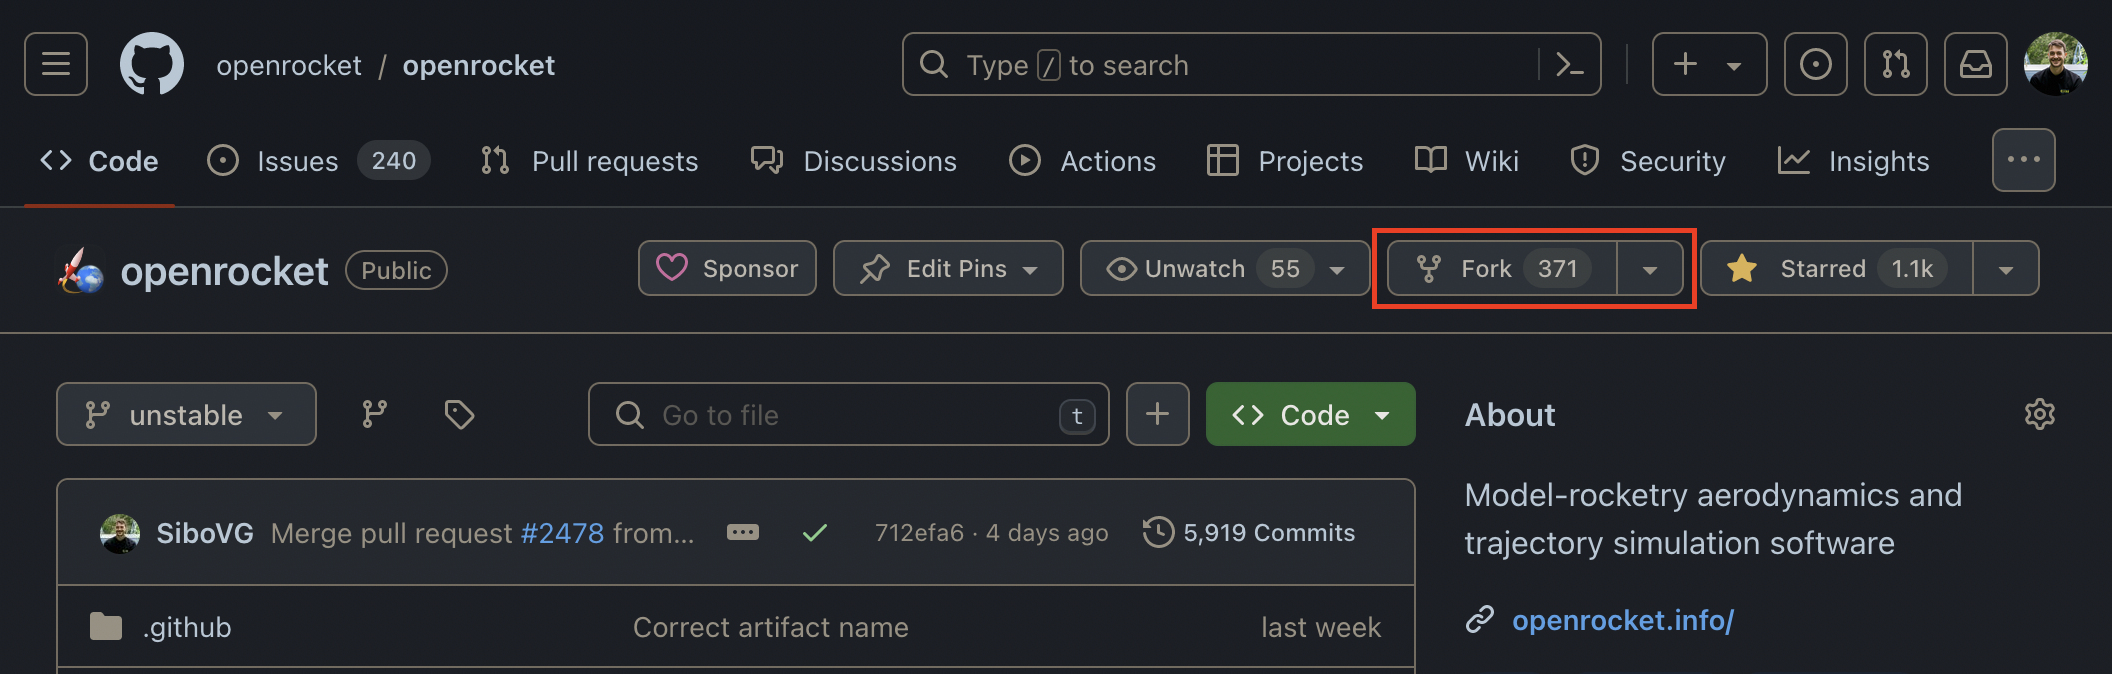 openrocket / openrocket
Type / to search
Code
Issues 240
Pull requests
Discussions
Actions
Projects
Wiki
Security
Insights
openrocket Public
Sponsor
Edit Pins
Unwatch 55
Fork 371
Starred 1.1k
unstable
Go to file t
Code
About
SiboVG Merge pull request #2478 from... 712efa6 · 4 days ago 5,919 Commits
.github Correct artifact name last week
Model-rocketry aerodynamics and
trajectory simulation software
openrocket.info/